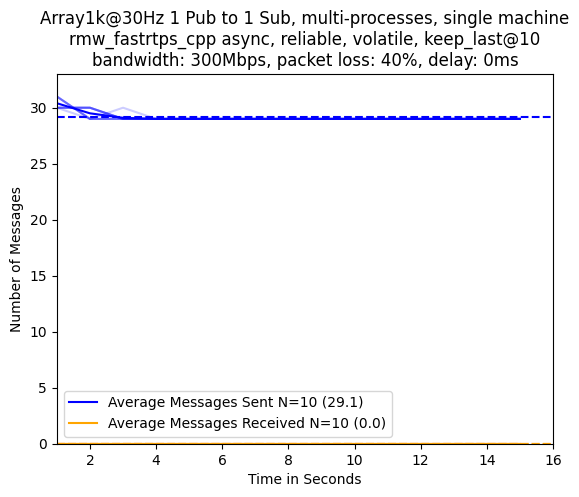 Array1k@30Hz 1 Pub to 1 Sub, multi-processes, single machine
rmw_fastrtps_cpp async, reliable, volatile, keep_last@10
bandwidth: 300Mbps, packet loss: 40%, delay: 0ms
Number of Messages
30
25
20
15
10
5
0
Average Messages Sent N=10 (29.1)
Average Messages Received N=10 (0.0)
2 4 6 8 10 12 14 16
Time in Seconds